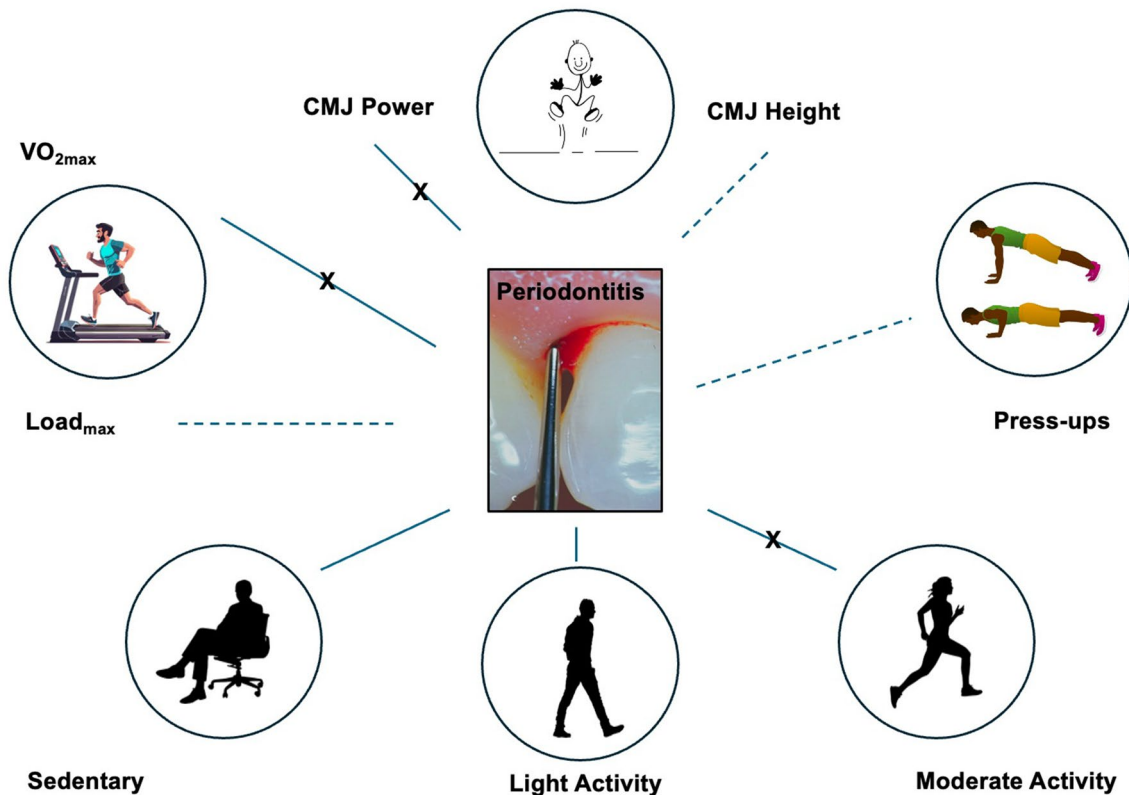 CMJ Power
CMJ Height
VO2max
Periodontitis
X
X
Loadmax
Press-ups
X
Sedentary
Light Activity
Moderate Activity